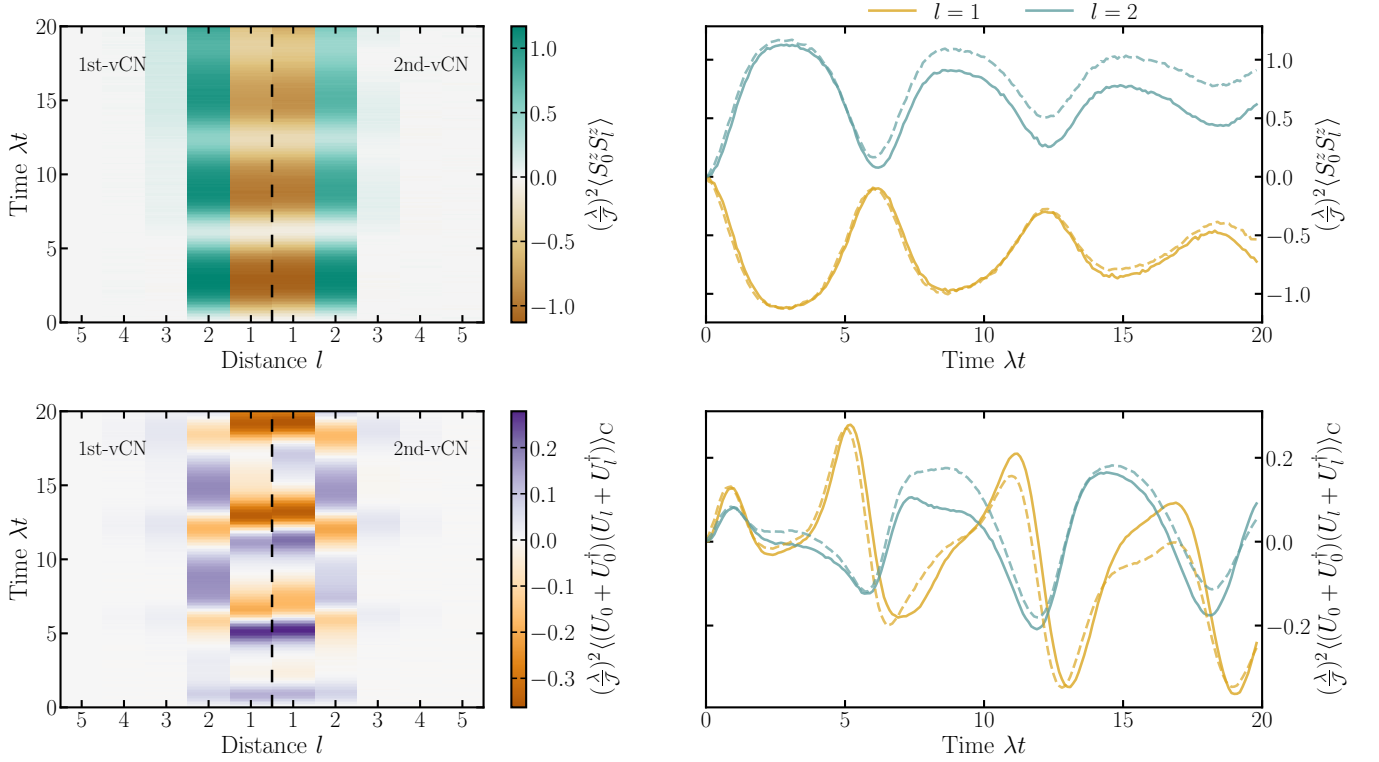 l = 1
l = 2
20
15
10
5
0
Time λt
1st-vCN
2nd-vCN
5 4 3 2 1 1 2 3 4 5
Distance l
1.0
0.5
0.0
−0.5
−1.0
(λ/𝒥)²⟨S₀ᶻSₗᶻ⟩
1.0
0.5
0.0
−0.5
−1.0
(λ/𝒥)²⟨S₀ᶻSₗᶻ⟩
0 5 10 15 20
Time λt
20
15
10
5
0
Time λt
1st-vCN
2nd-vCN
5 4 3 2 1 1 2 3 4 5
Distance l
0.2
0.1
0.0
−0.1
−0.2
−0.3
(λ/𝒥)²⟨(U₀ + U₀†)(Uₗ + Uₗ†)⟩C
0.2
0.0
−0.2
(λ/𝒥)²⟨(U₀ + U₀†)(Uₗ + Uₗ†)⟩C
0 5 10 15 20
Time λt